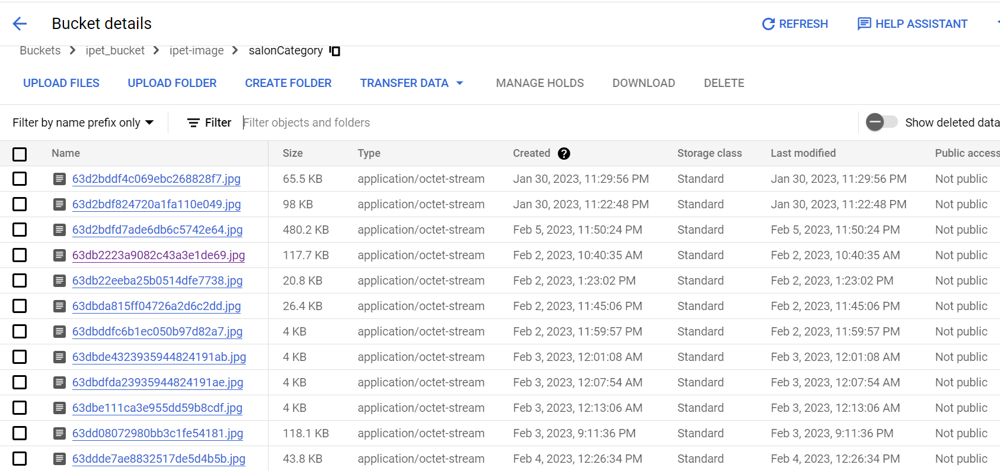 Bucket details
REFRESH
HELP ASSISTANT
Buckets > ipet_bucket > ipet-image > salonCategory
UPLOAD FILES UPLOAD FOLDER CREATE FOLDER TRANSFER DATA MANAGE HOLDS DOWNLOAD DELETE
Filter by name prefix only Filter Filter objects and folders Show deleted data
Name Size Type Created Storage class Last modified Public access
63d2bddf4c069ebc268828f7.jpg 65.5 KB application/octet-stream Jan 30, 2023, 11:29:56 PM Standard Jan 30, 2023, 11:29:56 PM Not public
63d2bdf824720a1fa110e049.jpg 98 KB application/octet-stream Jan 30, 2023, 11:22:48 PM Standard Jan 30, 2023, 11:22:48 PM Not public
63d2bdfd7ade6db6c5742e64.jpg 480.2 KB application/octet-stream Feb 5, 2023, 11:50:24 PM Standard Feb 5, 2023, 11:50:24 PM Not public
63db2223a9082c43a3e1de69.jpg 117.7 KB application/octet-stream Feb 2, 2023, 10:40:35 AM Standard Feb 2, 2023, 10:40:35 AM Not public
63db22eeba25b0514dfe7738.jpg 20.8 KB application/octet-stream Feb 2, 2023, 1:23:02 PM Standard Feb 2, 2023, 1:23:02 PM Not public
63dbda815ff04726a2d6c2dd.jpg 26.4 KB application/octet-stream Feb 2, 2023, 11:45:06 PM Standard Feb 2, 2023, 11:45:06 PM Not public
63dbddfc6b1ec050b97d82a7.jpg 4 KB application/octet-stream Feb 2, 2023, 11:59:57 PM Standard Feb 2, 2023, 11:59:57 PM Not public
63dbde4323935944824191ab.jpg 4 KB application/octet-stream Feb 3, 2023, 12:01:08 AM Standard Feb 3, 2023, 12:01:08 AM Not public
63dbdfda23935944824191ae.jpg 4 KB application/octet-stream Feb 3, 2023, 12:07:54 AM Standard Feb 3, 2023, 12:07:54 AM Not public
63dbe111ca3e955dd59b8cdf.jpg 4 KB application/octet-stream Feb 3, 2023, 12:13:06 AM Standard Feb 3, 2023, 12:13:06 AM Not public
63dd08072980bb3c1fe54181.jpg 118.1 KB application/octet-stream Feb 3, 2023, 9:11:36 PM Standard Feb 3, 2023, 9:11:36 PM Not public
63ddde7ae8832517de5d4b5b.jpg 43.8 KB application/octet-stream Feb 4, 2023, 12:26:34 PM Standard Feb 4, 2023, 12:26:34 PM Not public